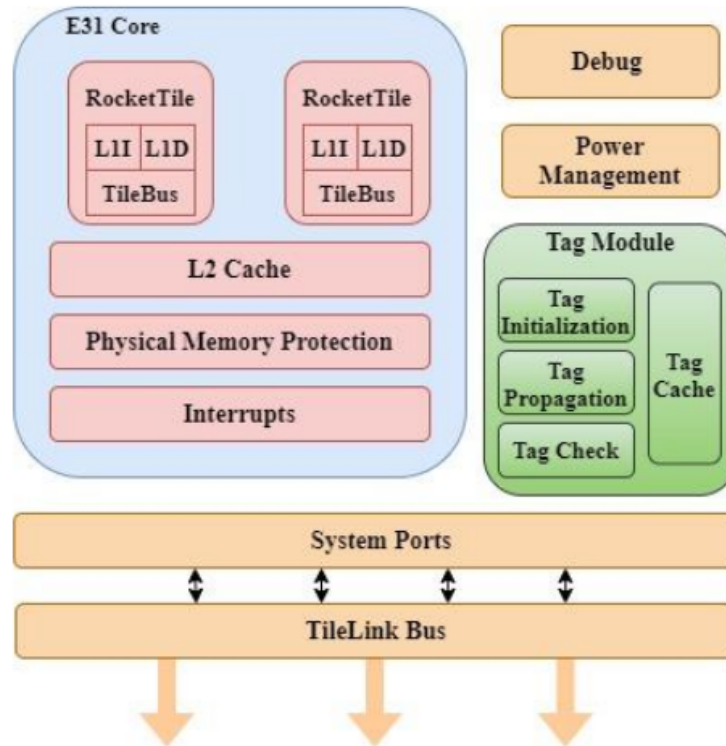 E31 Core
RocketTile
L1I L1D
TileBus
RocketTile
L1I L1D
TileBus
L2 Cache
Physical Memory Protection
Interrupts
Debug
Power
Management
Tag Module
Tag
Initialization
Tag
Propagation
Tag Check
Tag
Cache
System Ports
TileLink Bus